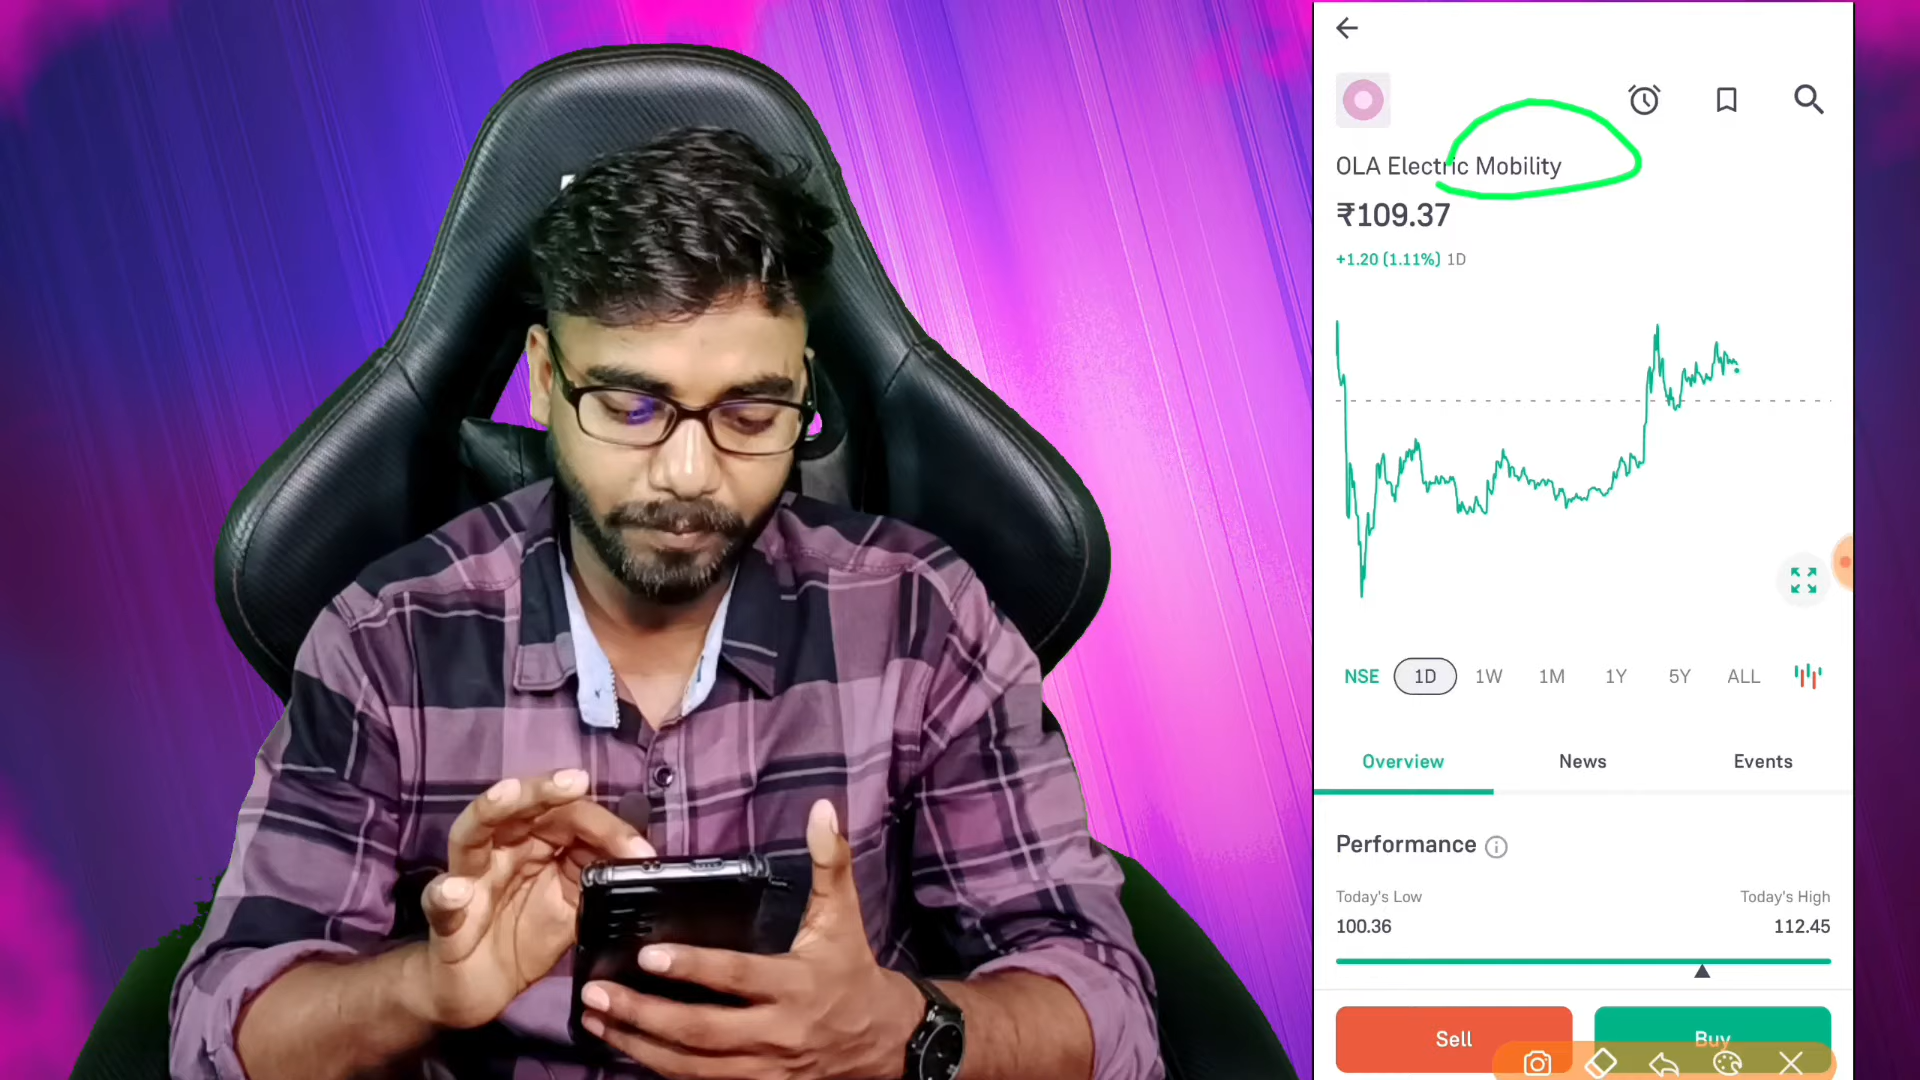 OLA Electric Mobility
₹109.37
+1.20 (1.11%) 1D
NSE 1D 1W 1M 1Y 5Y ALL
Overview News Events
Performance
Today's Low Today's High
100.36 112.45
Sell Buy